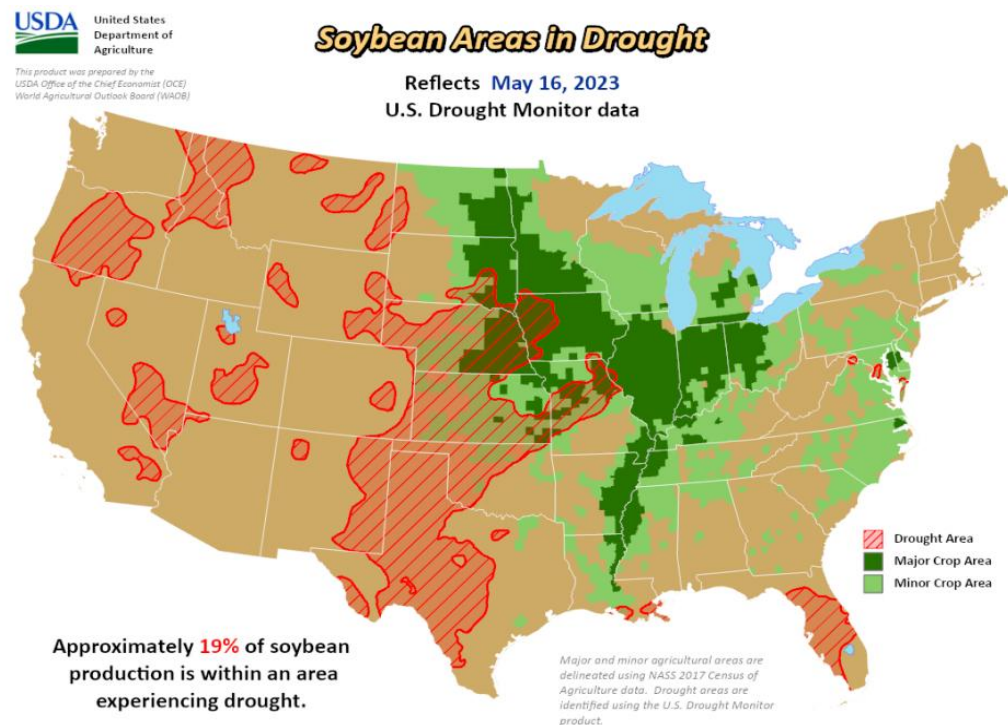 USDA
United States
Department of
Agriculture
This product was prepared by the
USDA Office of the Chief Economist (OCE)
World Agricultural Outlook Board (WAOB)
Soybean Areas in Drought
Reflects May 16, 2023
U.S. Drought Monitor data
Drought Area
Major Crop Area
Minor Crop Area
Approximately 19% of soybean
production is within an area
experiencing drought.
Major and minor agricultural areas are
delineated using NASS 2017 Census of
Agriculture data. Drought areas are
identified using the U.S. Drought Monitor
product.